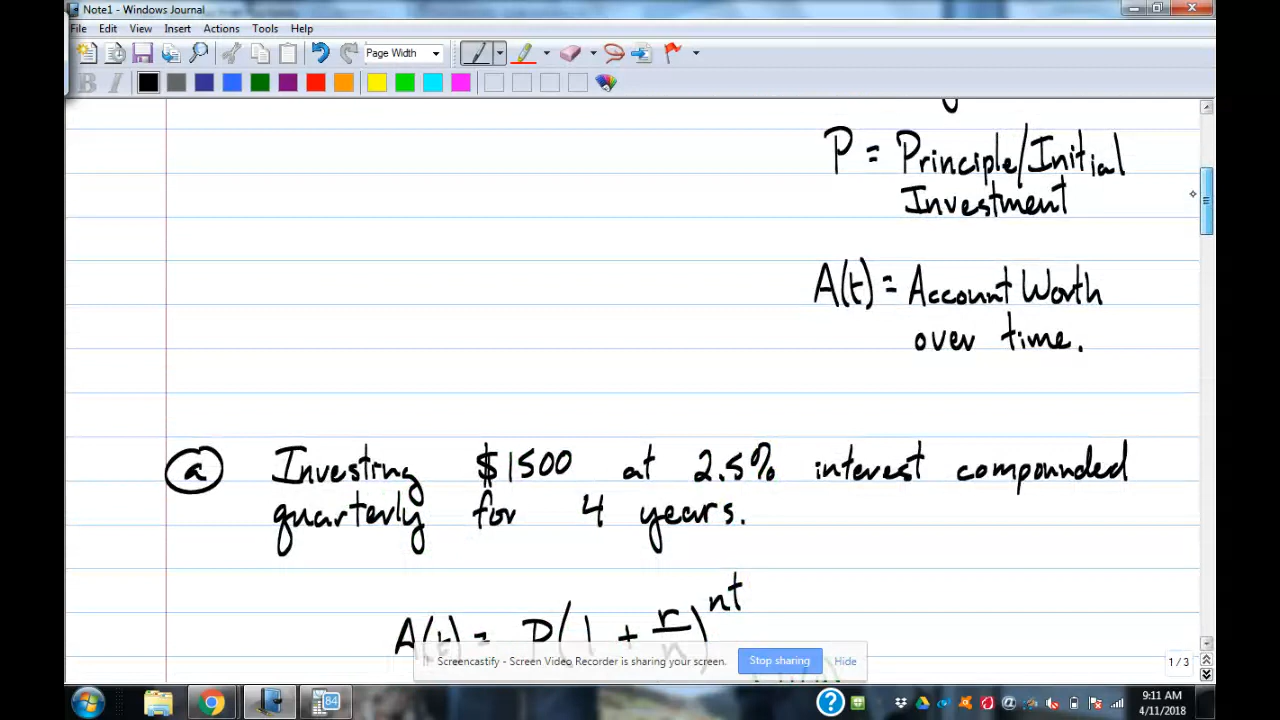 Note1 - Windows Journal
File Edit View Insert Actions Tools Help
Page Width
B I
P = Principle/Initial
Investment
A(t) = Account Worth
over time.
a Investing $1500 at 2.5% interest compounded
quarterly for 4 years.
A(t) = P(1 + r/n)^nt
Screencastify - Screen Video Recorder is sharing your screen. Stop sharing Hide
1 / 3
84
9:11 AM
4/11/2018